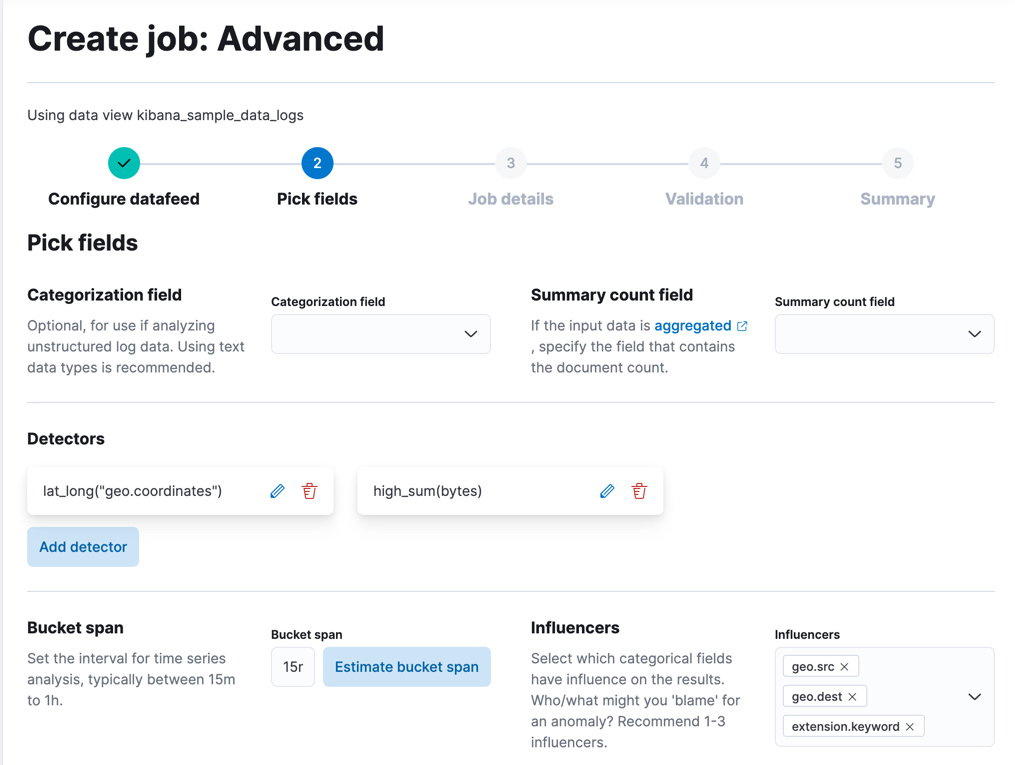 Create job: Advanced
Using data view kibana_sample_data_logs
2
3
4
5
Configure datafeed
Pick fields
Job details
Validation
Summary
Pick fields
Categorization field
Optional, for use if analyzing
unstructured log data. Using text
data types is recommended.
Categorization field
Summary count field
If the input data is aggregated
, specify the field that contains
the document count.
Summary count field
Detectors
lat_long("geo.coordinates")
high_sum(bytes)
Add detector
Bucket span
Set the interval for time series
analysis, typically between 15m
to 1h.
Bucket span
15r
Estimate bucket span
Influencers
Select which categorical fields
have influence on the results.
Who/what might you 'blame' for
an anomaly? Recommend 1-3
influencers.
Influencers
geo.src
geo.dest
extension.keyword